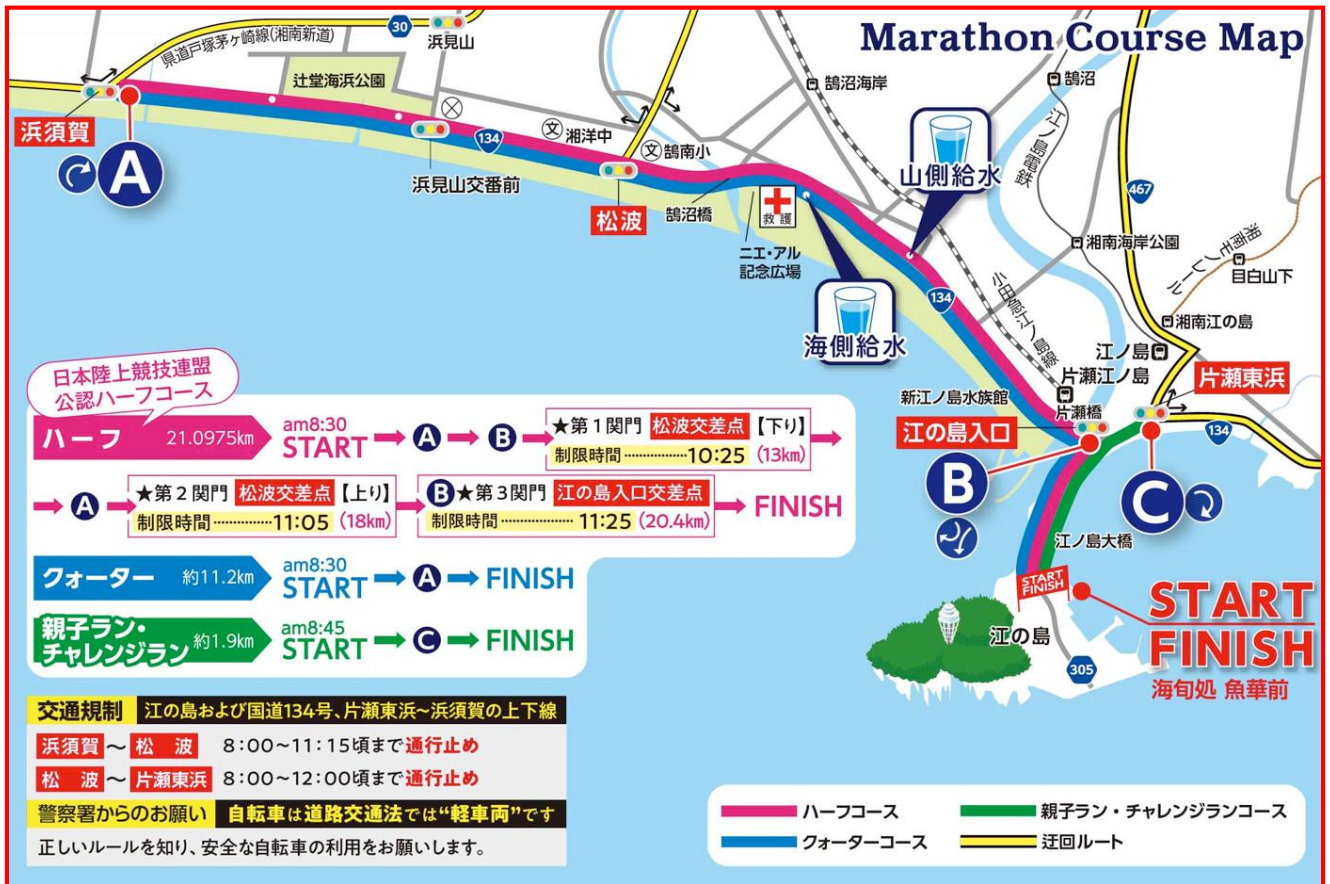 Marathon Course Map
30
浜見山
県道戸塚茅ヶ崎線(湘南新道)
辻堂海浜公園
浜須賀
A
134
湘洋中
文
浜見山交番前
文
鵠南小
松波
鵠沼橋
救護
ニエ・アル
記念広場
鵠沼海岸
鵠沼
江ノ島電鉄
山側給水
海側給水
467
湘南海岸公園
湘南モノレール
目白山下
134
小田急江ノ島線
湘南江の島
江ノ島
片瀬江ノ島
片瀬東浜
新江ノ島水族館
片瀬橋
江の島入口
134
B
C
江ノ島大橋
START
FINISH
江の島
305
START
FINISH
海旬処 魚華前
日本陸上競技連盟
公認ハーフコース
ハーフ 21.0975km am8:30 START A B ★第1関門 松波交差点 【下り】
制限時間 10:25 (13km)
A ★第2関門 松波交差点 【上り】 B ★第3関門 江の島入口交差点 FINISH
制限時間 11:05 (18km) 制限時間 11:25 (20.4km)
クォーター 約11.2km am8:30 START A FINISH
親子ラン・
チャレンジラン 約1.9km am8:45 START C FINISH
交通規制 江の島および国道134号、片瀬東浜~浜須賀の上下線
浜須賀~松 波 8:00~11:15頃まで通行止め
松 波~片瀬東浜 8:00~12:00頃まで通行止め
警察署からのお願い 自転車は道路交通法では“軽車両”です
正しいルールを知り、安全な自転車の利用をお願いします。
ハーフコース 親子ラン・チャレンジランコース
クォーターコース 迂回ルート